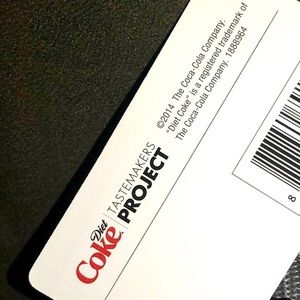 ©2014 The Coca-Cola Company.
"Diet Coke" is a registered trademark of
The Coca-Cola Company. 1888964
Diet
Coke
TASTEMAKERS
PROJECT
8